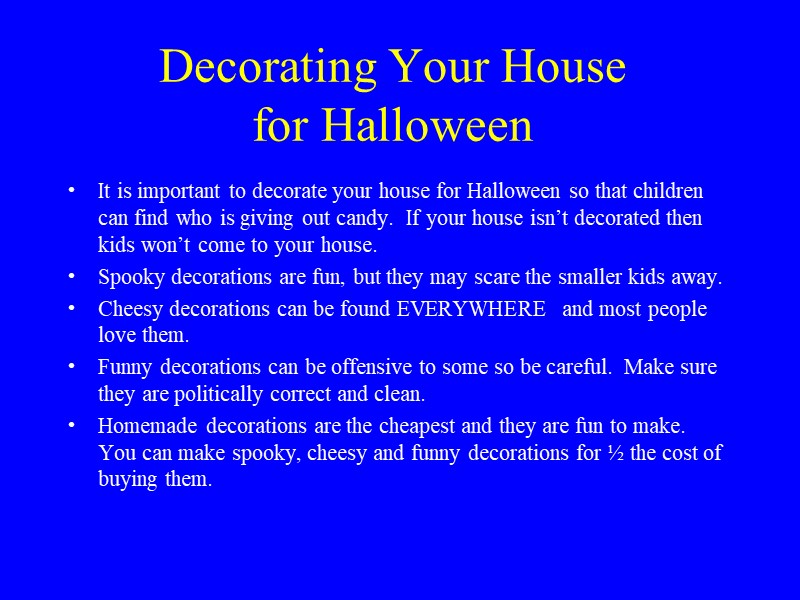 Decorating Your House
for Halloween
• It is important to decorate your house for Halloween so that children
can find who is giving out candy.  If your house isn’t decorated then
kids won’t come to your house.
• Spooky decorations are fun, but they may scare the smaller kids away.
• Cheesy decorations can be found EVERYWHERE   and most people
love them.
• Funny decorations can be offensive to some so be careful.  Make sure
they are politically correct and clean.
• Homemade decorations are the cheapest and they are fun to make.
You can make spooky, cheesy and funny decorations for ½ the cost of
buying them.